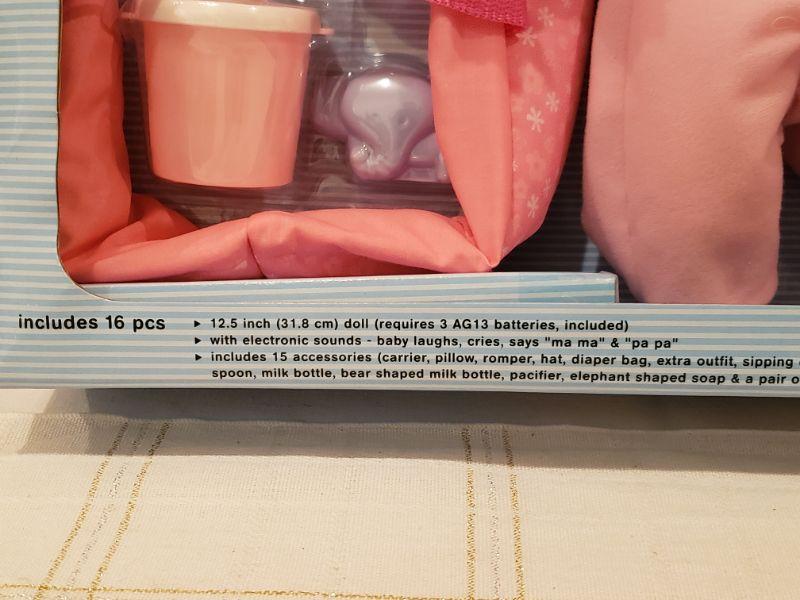 includes 16 pcs ▸ 12.5 inch (31.8 cm) doll (requires 3 AG13 batteries, included)
▸ with electronic sounds - baby laughs, cries, says "ma ma" & "pa pa"
▸ includes 15 accessories (carrier, pillow, romper, hat, diaper bag, extra outfit, sipping
spoon, milk bottle, bear shaped milk bottle, pacifier, elephant shaped soap & a pair